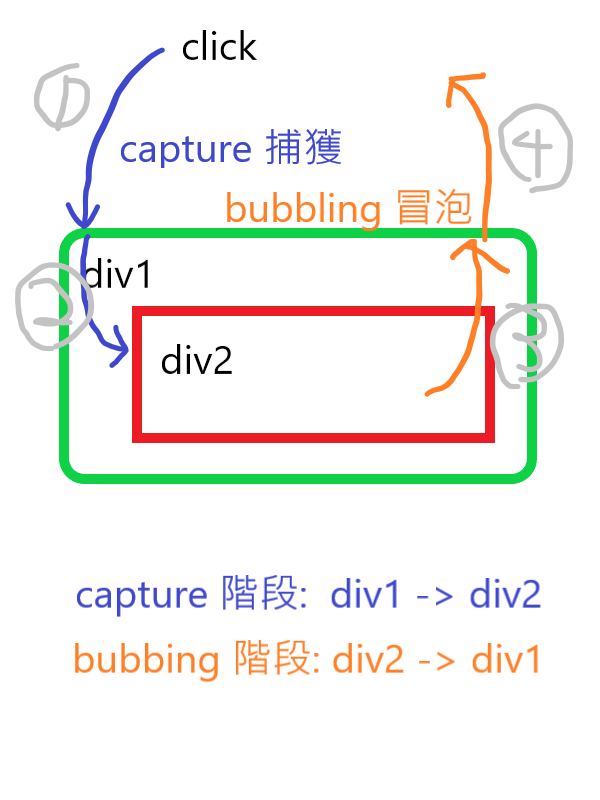 click
①
capture 捕獲
④
bubbling 冒泡
div1
②
③
div2
capture 階段: div1 -> div2
bubbing 階段: div2 -> div1